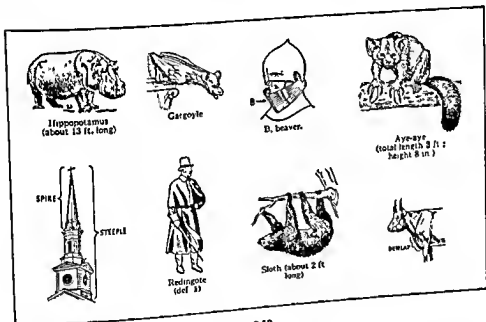 Hippopotamus
(about 13 ft. long)
Gargoyle
B
B, beaver.
Aye-aye
(total length 3 ft ;
height 8 in)
SPIRE
STEEPLE
Redingote
(def 1)
Sloth (about 2 ft
long)
DEWLAP